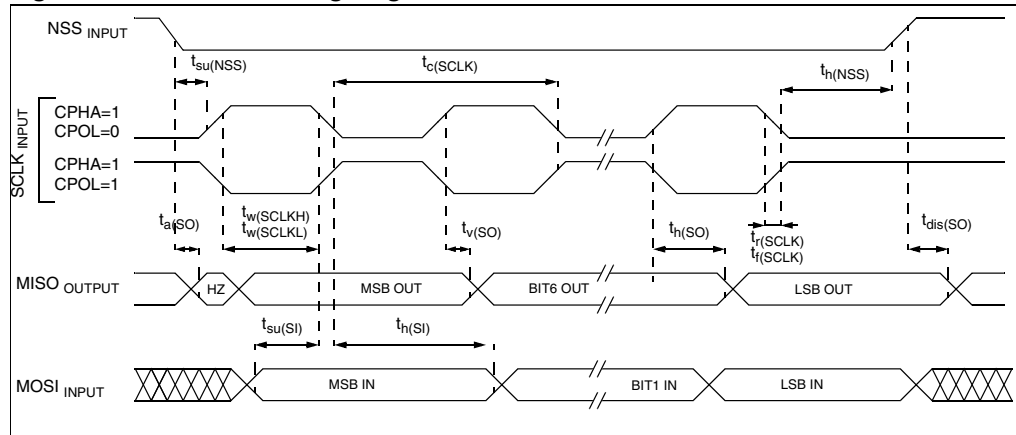 NSS INPUT
tsu(NSS)
tc(SCLK)
th(NSS)
SCLK INPUT
CPHA=1
CPOL=0
CPHA=1
CPOL=1
ta(SO)
tw(SCLKH)
tw(SCLKL)
tv(SO)
th(SO)
tr(SCLK)
tf(SCLK)
tdis(SO)
MISO OUTPUT
HZ
MSB OUT
BIT6 OUT
LSB OUT
tsu(SI)
th(SI)
MOSI INPUT
MSB IN
BIT1 IN
LSB IN